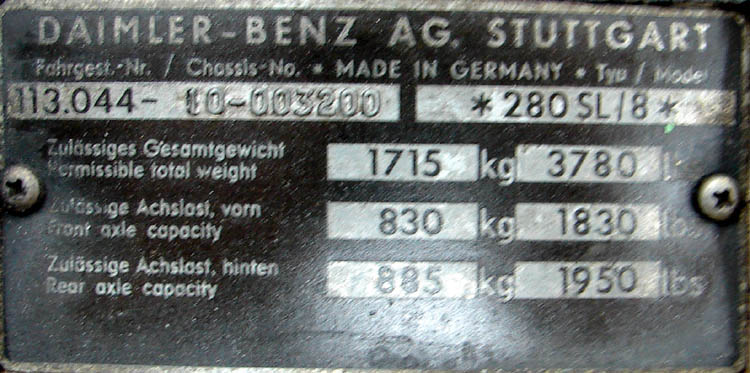 DAIMLER-BENZ AG. STUTTGART
Fahrgest.-Nr. / Chassis-No. * MADE IN GERMANY * Typ / Model
113.044-10-003200 *280 SL/8*
Zulässiges Gesamtgewicht
Permissible total weight 1715 kg 3780
Zulässige Achslast, vorn
Front axle capacity 830 kg 1830 lbs
Zulässige Achslast, hinten
Rear axle capacity 885 kg 1950 lbs